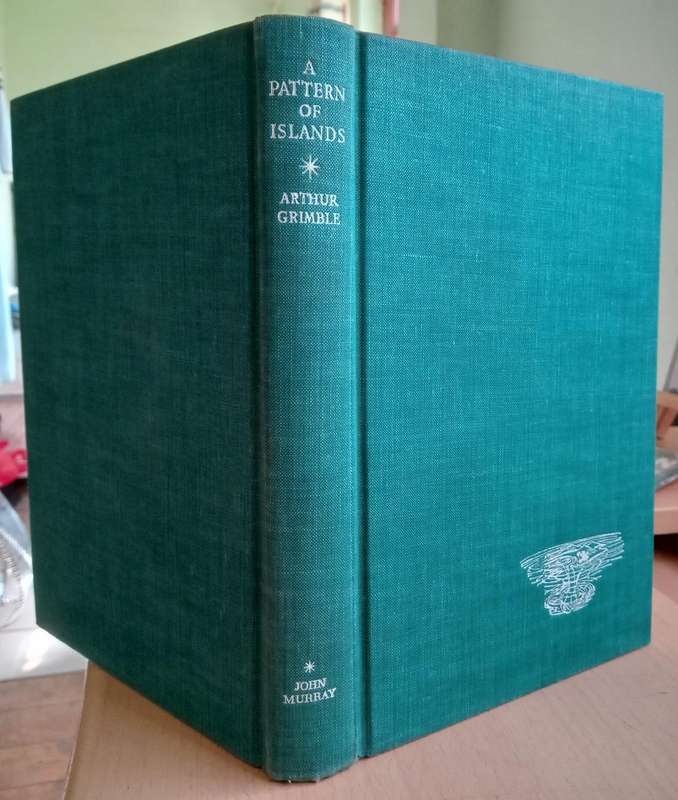 A
PATTERN
OF
ISLANDS
ARTHUR
GRIMBLE
JOHN
MURRAY